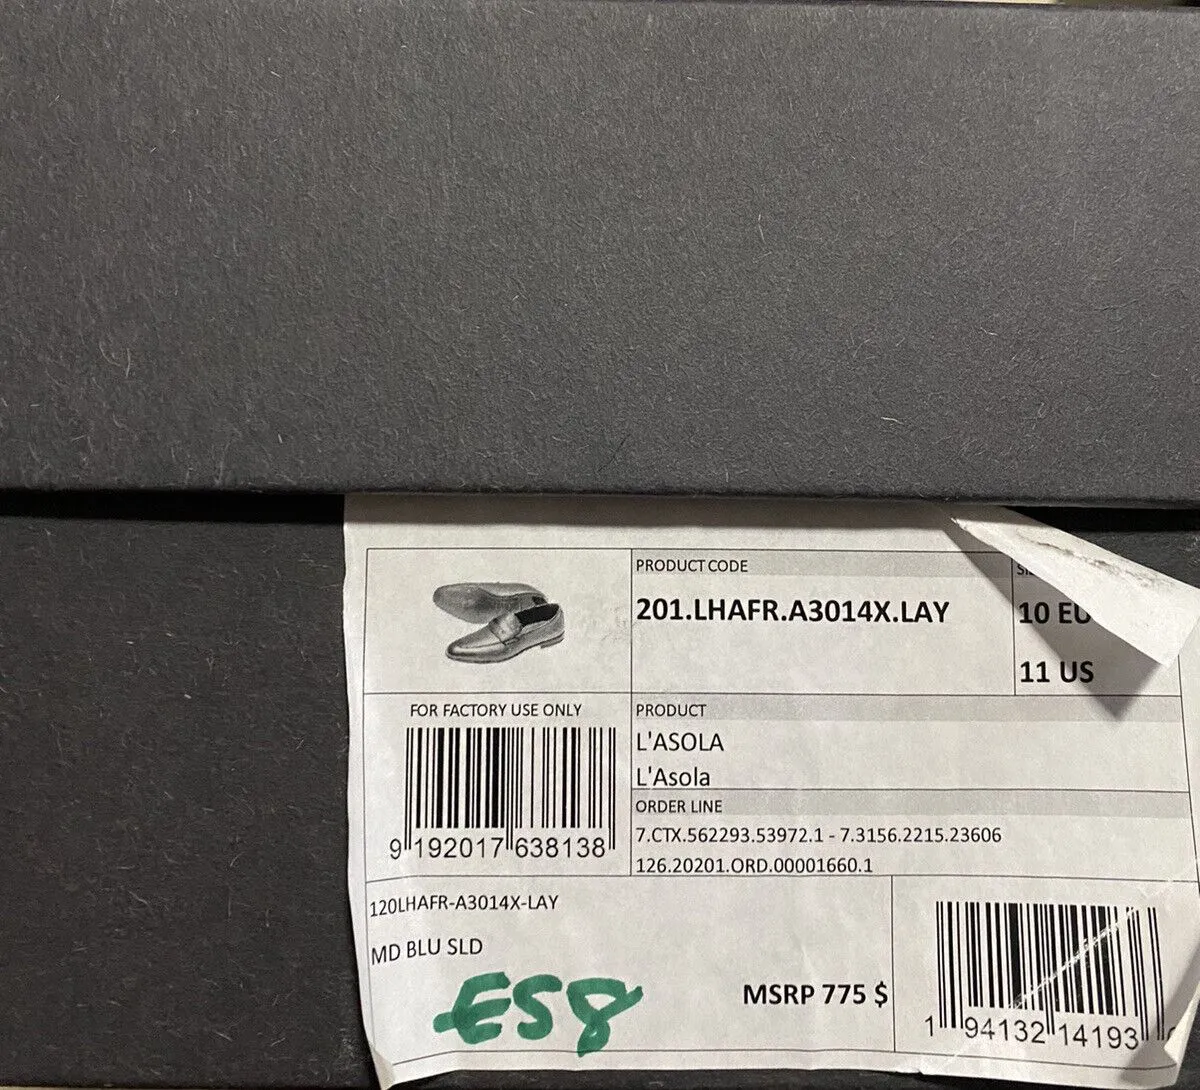 PRODUCT CODE
201.LHAFR.A3014X.LAY
10 EU
11 US
FOR FACTORY USE ONLY
9 192017 638138
PRODUCT
L'ASOLA
L'Asola
ORDER LINE
7.CTX.562293.53972.1 - 7.3156.2215.23606
126.20201.ORD.00001660.1
120LHAFR-A3014X-LAY
MD BLU SLD
ES8
MSRP 775 $
1 94132 14193